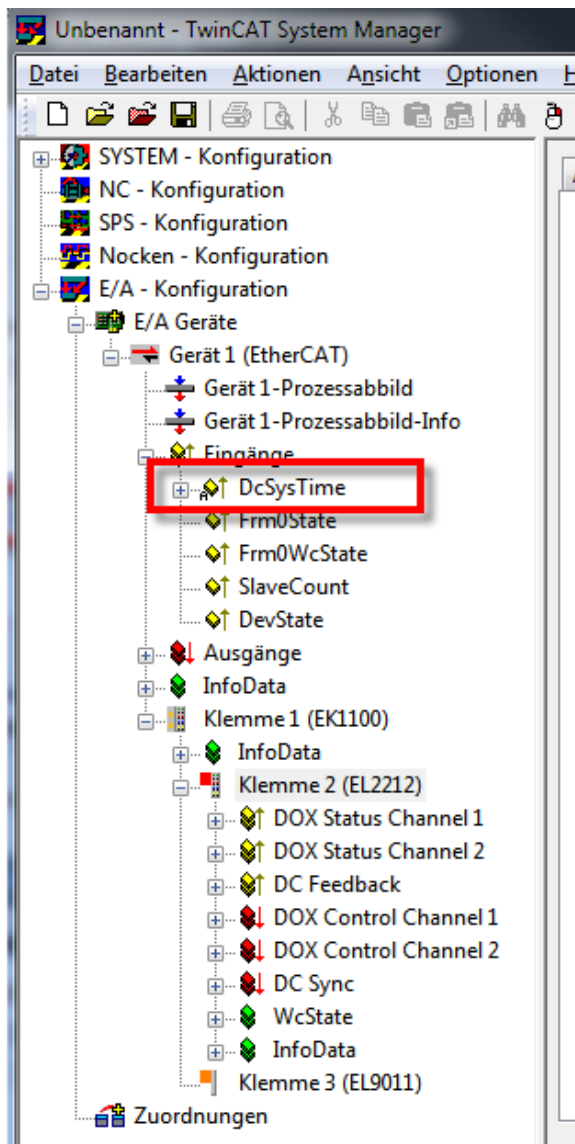 Unbenannt - TwinCAT System Manager
Datei Bearbeiten Aktionen Ansicht Optionen
SYSTEM - Konfiguration
NC - Konfiguration
SPS - Konfiguration
Nocken - Konfiguration
E/A - Konfiguration
E/A Geräte
Gerät 1 (EtherCAT)
Gerät 1-Prozessabbild
Gerät 1-Prozessabbild-Info
Eingänge
DcSysTime
Frm0State
Frm0WcState
SlaveCount
DevState
Ausgänge
InfoData
Klemme 1 (EK1100)
InfoData
Klemme 2 (EL2212)
DOX Status Channel 1
DOX Status Channel 2
DC Feedback
DOX Control Channel 1
DOX Control Channel 2
DC Sync
WcState
InfoData
Klemme 3 (EL9011)
Zuordnungen